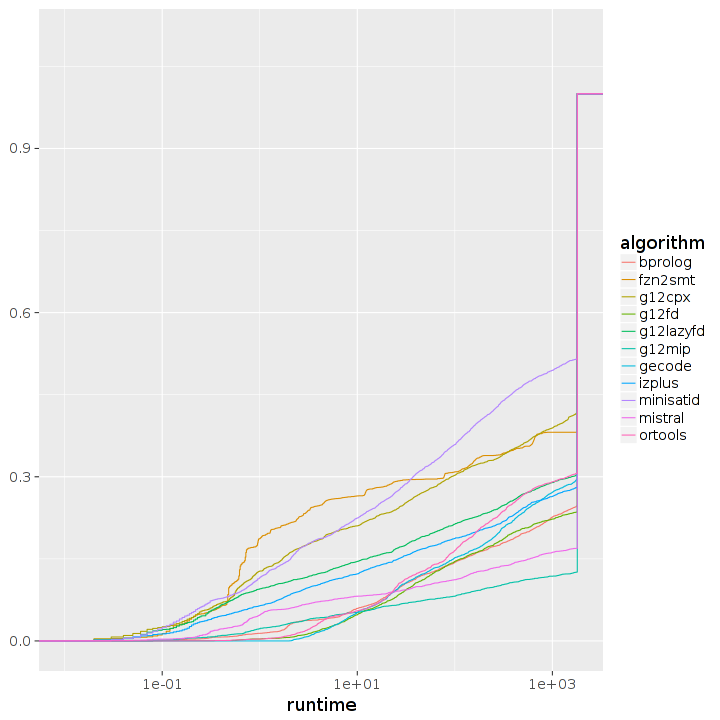 0.9
0.6
0.3
0.0
1e-01
1e+01
1e+03
runtime
algorithm
bprolog
fzn2smt
g12cpx
g12fd
g12lazyfd
g12mip
gecode
izplus
minisatid
mistral
ortools